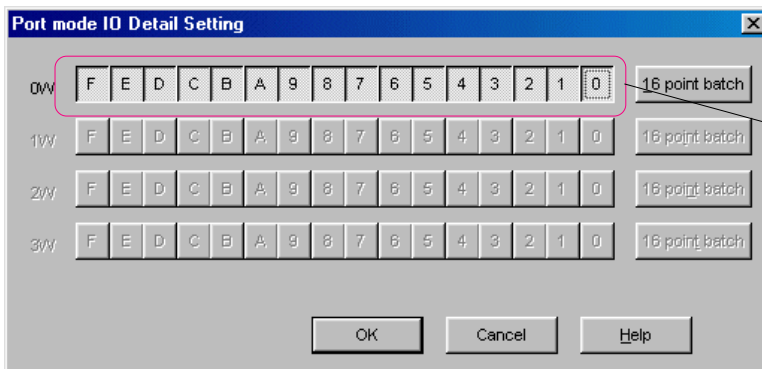 Port mode IO Detail Setting
0W F E D C B A 9 8 7 6 5 4 3 2 1 0 16 point batch
1W F E D C B A 9 8 7 6 5 4 3 2 1 0 16 point batch
2W F E D C B A 9 8 7 6 5 4 3 2 1 0 16 point batch
3W F E D C B A 9 8 7 6 5 4 3 2 1 0 16 point batch
OK Cancel Help